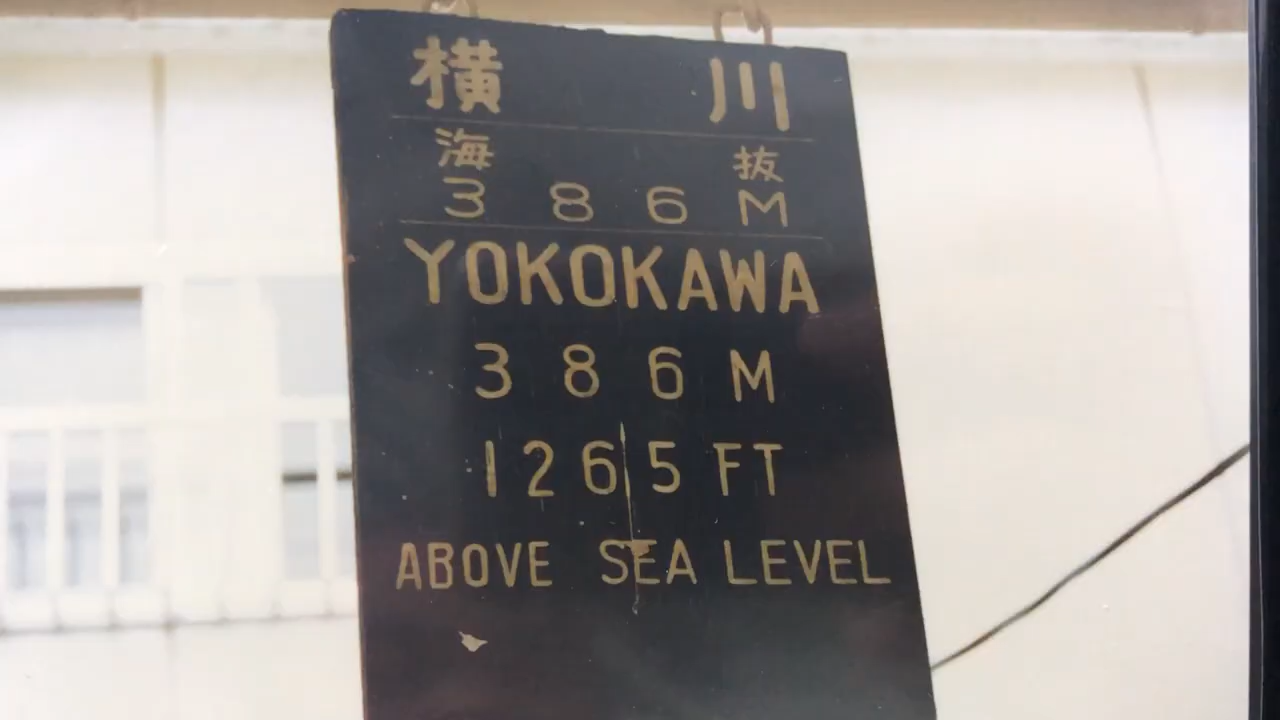 横川
海抜
386M
YOKOKAWA
386M
1265 FT
ABOVE SEA LEVEL